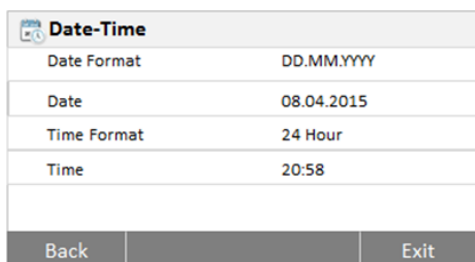 Date-Time
Date Format DD.MM.YYYY
Date 08.04.2015
Time Format 24 Hour
Time 20:58
Back Exit